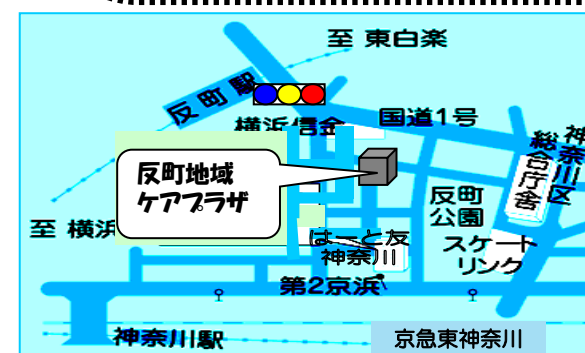 至 東白楽
反町駅
横浜信金
国道1号
神奈川区
総合庁舎
反町地域
ケアプラザ
反町
公園
至 横浜
はーと友
神奈川
スケート
リンク
第2京浜
神奈川駅
京急東神奈川